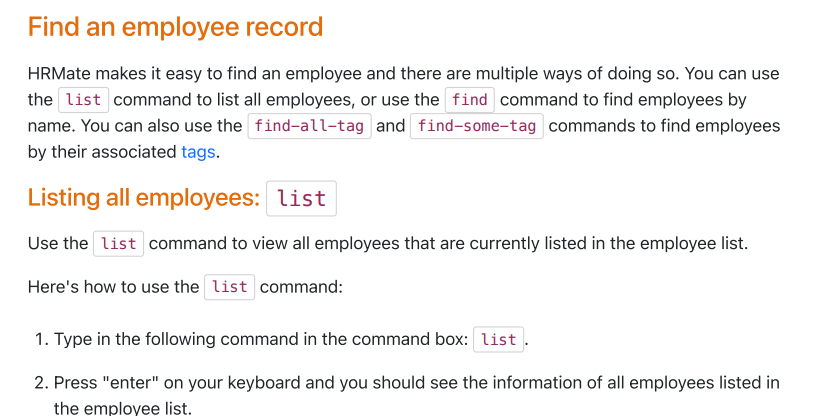 Find an employee record
HRMate makes it easy to find an employee and there are multiple ways of doing so. You can use
the list command to list all employees, or use the find command to find employees by
name. You can also use the find-all-tag and find-some-tag commands to find employees
by their associated tags.
Listing all employees: list
Use the list command to view all employees that are currently listed in the employee list.
Here's how to use the list command:
1. Type in the following command in the command box: list.
2. Press "enter" on your keyboard and you should see the information of all employees listed in
the employee list.